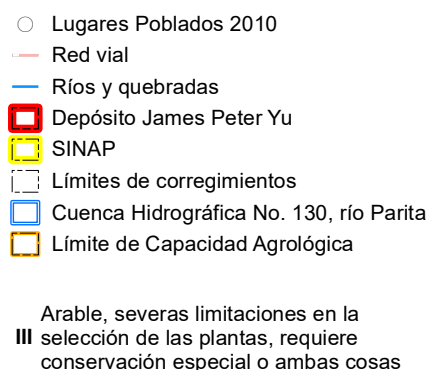 Lugares Poblados 2010
Red vial
Ríos y quebradas
Depósito James Peter Yu
SINAP
Límites de corregimientos
Cuenca Hidrográfica No. 130, río Parita
Límite de Capacidad Agrológica
Arable, severas limitaciones en la
III selección de las plantas, requiere
conservación especial o ambas cosas